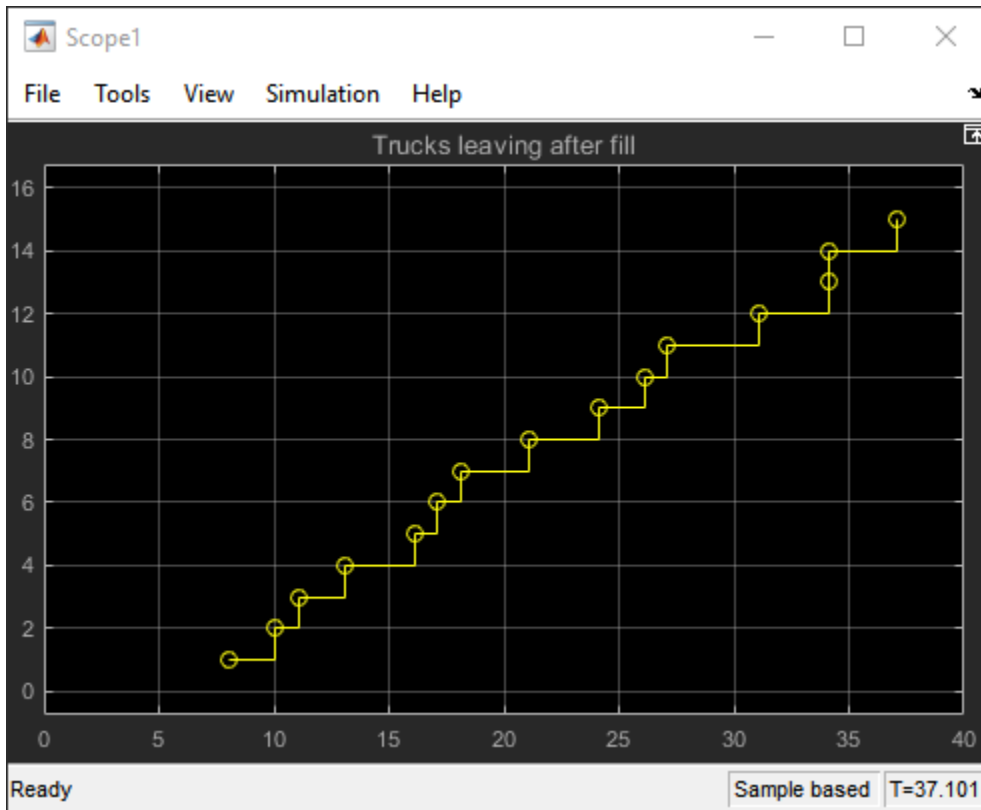 Scope1
File Tools View Simulation Help
Trucks leaving after fill
16
14
12
10
8
6
4
2
0
0 5 10 15 20 25 30 35 40
Ready Sample based T=37.101